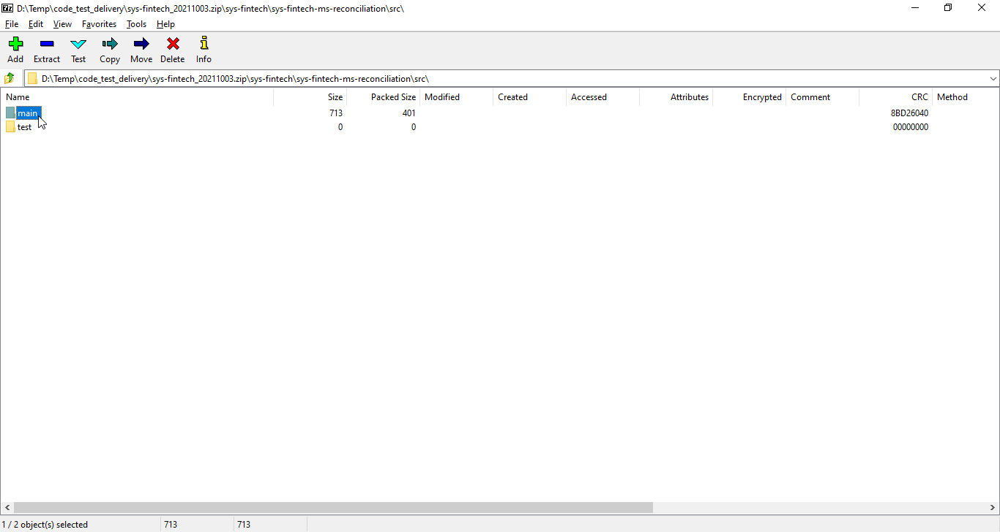 7z D:\Temp\code_test_delivery\sys-fintech_20211003.zip\sys-fintech\sys-fintech-ms-reconciliation\src\
File Edit View Favorites Tools Help
Add Extract Test Copy Move Delete Info
D:\Temp\code_test_delivery\sys-fintech_20211003.zip\sys-fintech\sys-fintech-ms-reconciliation\src\
Name Size Packed Size Modified Created Accessed Attributes Encrypted Comment CRC Method
main 713 401 8BD26040
test 0 0 00000000
1 / 2 object(s) selected 713 713